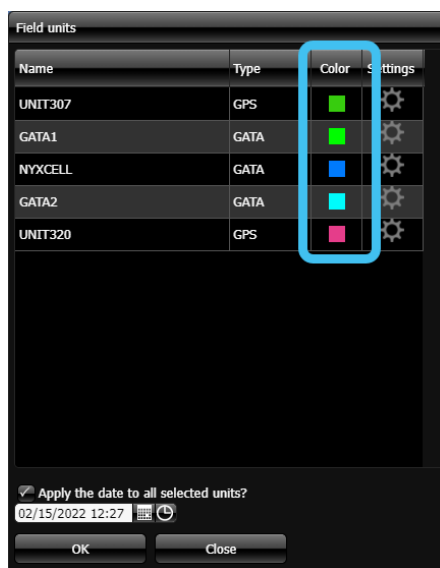 Field units
Name Type Color Settings
UNIT307 GPS
GATA1 GATA
NYXCELL GATA
GATA2 GATA
UNIT320 GPS
Apply the date to all selected units?
02/15/2022 12:27
OK Close